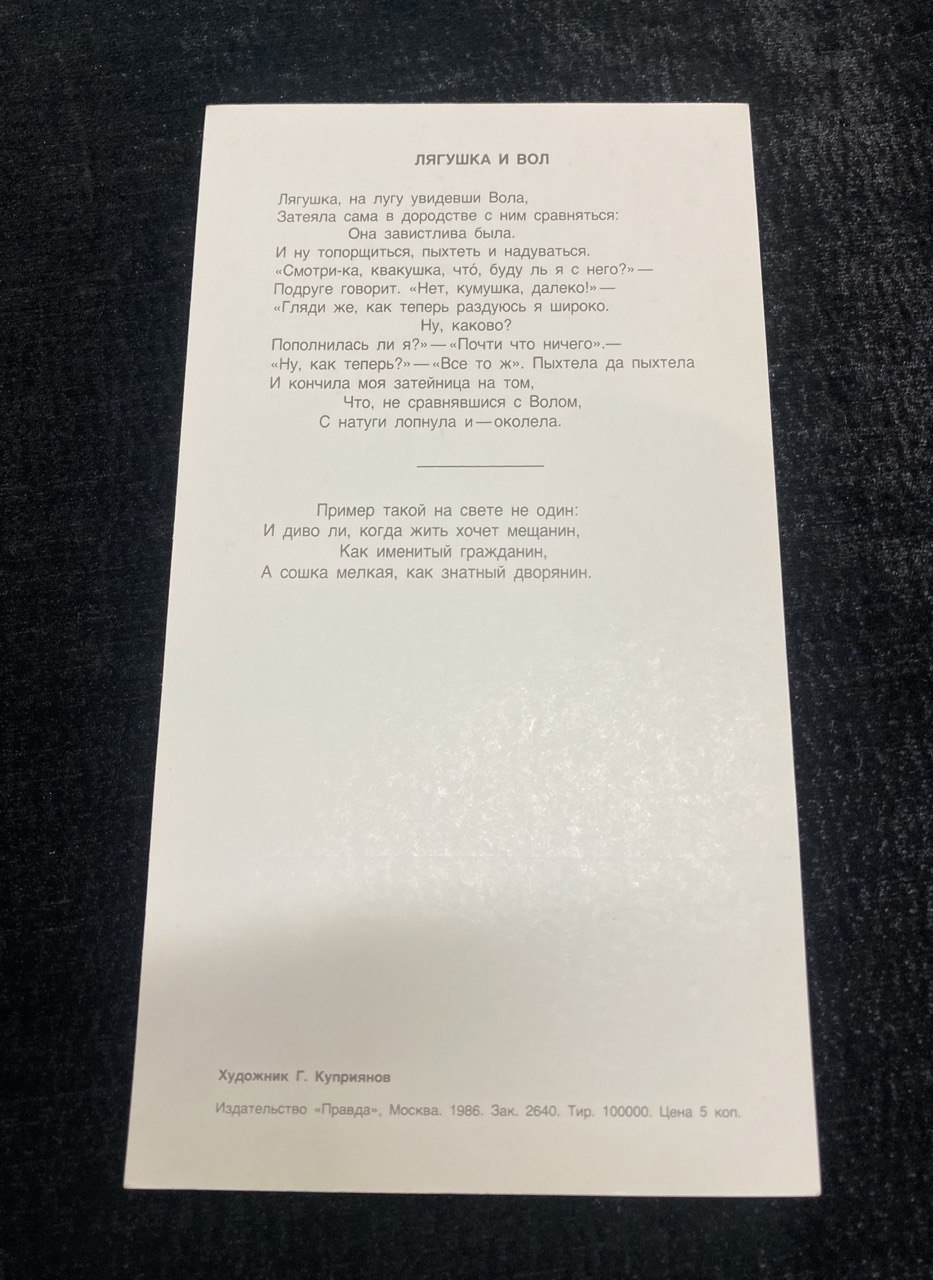 ЛЯГУШКА И ВОЛ
Лягушка, на лугу увидевши Вола,
Затеяла сама в дородстве с ним сравняться:
Она завистлива была.
И ну топорщиться, пыхтеть и надуваться.
«Смотри-ка, квакушка, что́, буду ль я с него?»—
Подруге говорит. «Нет, кумушка, далеко!»—
«Гляди же, как теперь раздуюсь я широко.
Ну, каково?
Пополнилась ли я?»—«Почти что ничего».—
«Ну, как теперь?»—«Все то ж». Пыхтела да пыхтела
И кончила моя затейница на том,
Что, не сравнявшися с Волом,
С натуги лопнула и—околела.
Пример такой на свете не один:
И диво ли, когда жить хочет мещанин,
Как именитый гражданин,
А сошка мелкая, как знатный дворянин.
Художник Г. Куприянов
Издательство «Правда», Москва. 1986. Зак. 2640. Тир. 100000. Цена 5 коп.